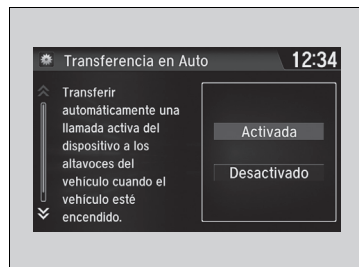 Transferencia en Auto
12:34
Transferir
automáticamente una
llamada activa del
dispositivo a los
altavoces del
vehículo cuando el
vehículo esté
encendido.
Activada
Desactivado